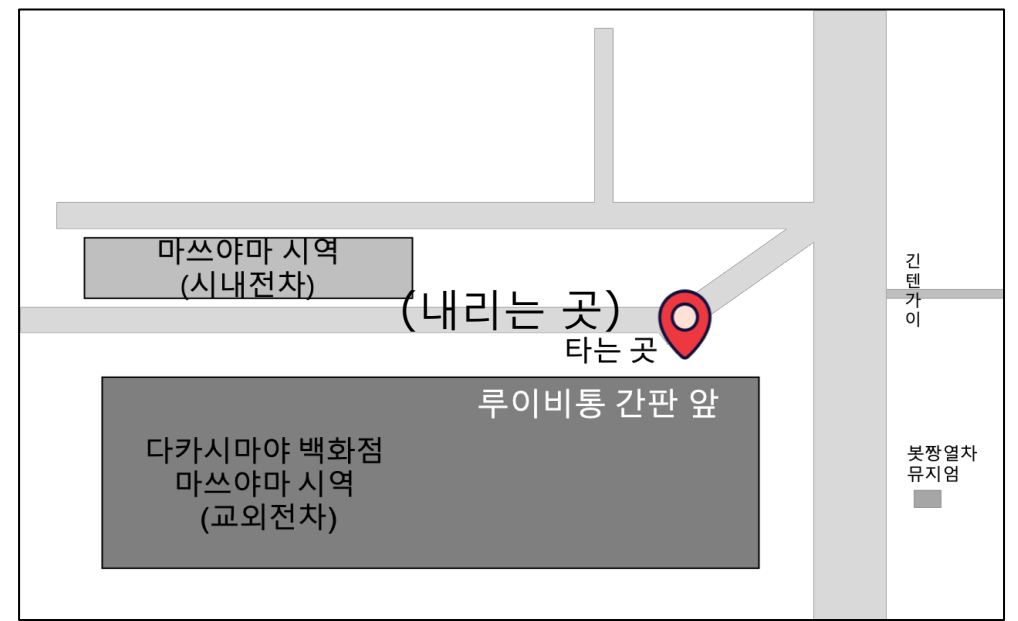 마쓰야마 시역
(시내전차)
(내리는 곳)
타는 곳
루이비통 간판 앞
다카시마야 백화점
마쓰야마 시역
(교외전차)
긴
텐
가
이
봇짱열차
뮤지엄